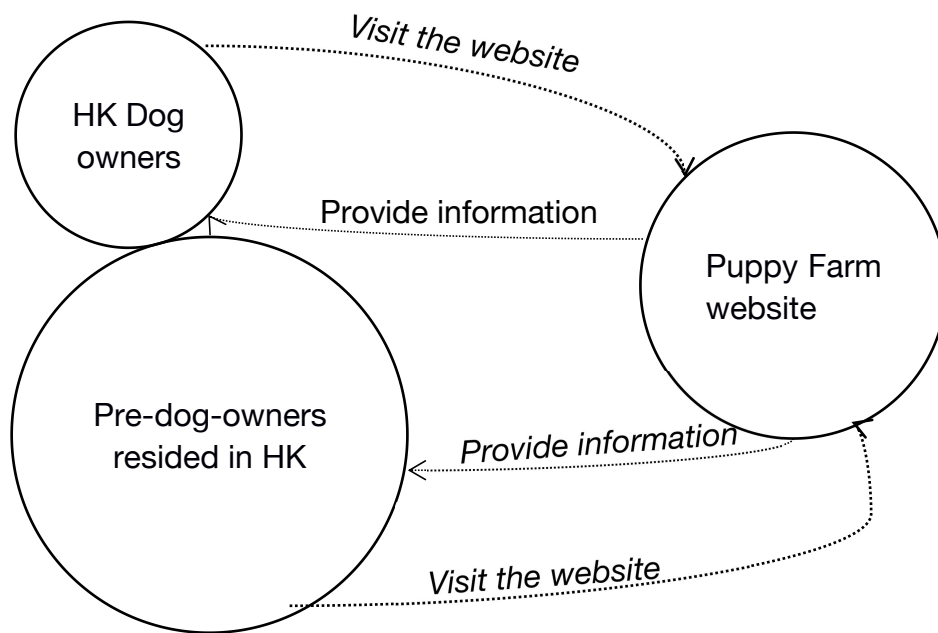 Visit the website
HK Dog
owners
Provide information
Puppy Farm
website
Pre-dog-owners
resided in HK
Provide information
Visit the website